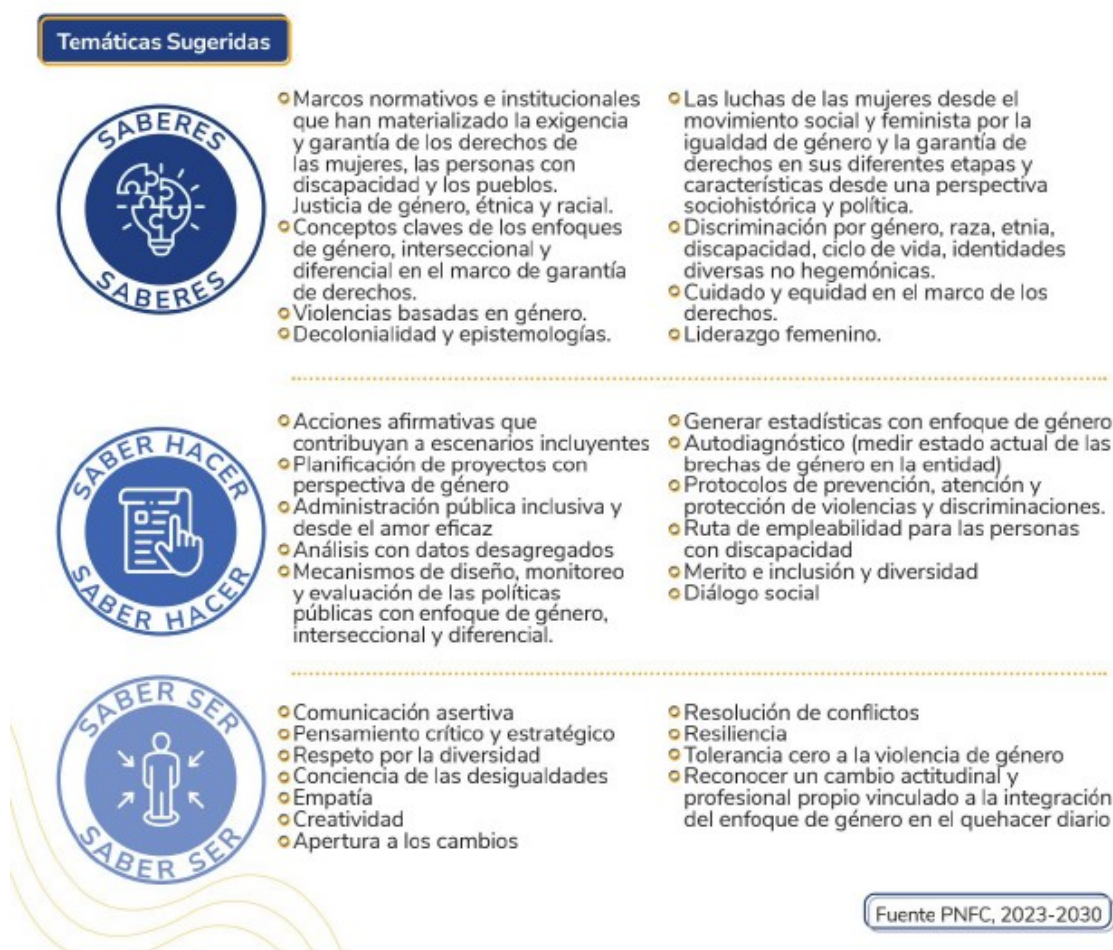 Temáticas Sugeridas
SABERES
SABERES
Marcos normativos e institucionales
que han materializado la exigencia
y garantía de los derechos de
las mujeres, las personas con
discapacidad y los pueblos.
Justicia de género, étnica y racial.
Conceptos claves de los enfoques
de género, interseccional y
diferencial en el marco de garantía
de derechos.
Violencias basadas en género.
Decolonialidad y epistemologías.
Las luchas de las mujeres desde el
movimiento social y feminista por la
igualdad de género y la garantía de
derechos en sus diferentes etapas y
características desde una perspectiva
sociohistórica y política.
Discriminación por género, raza, etnia,
discapacidad, ciclo de vida, identidades
diversas no hegemónicas.
Cuidado y equidad en el marco de los
derechos.
Liderazgo femenino.
SABER HACER
SABER HACER
Acciones afirmativas que
contribuyan a escenarios incluyentes
Planificación de proyectos con
perspectiva de género
Administración pública inclusiva y
desde el amor eficaz
Análisis con datos desagregados
Mecanismos de diseño, monitoreo
y evaluación de las políticas
públicas con enfoque de género,
interseccional y diferencial.
Generar estadísticas con enfoque de género
Autodiagnóstico (medir estado actual de las
brechas de género en la entidad)
Protocolos de prevención, atención y
protección de violencias y discriminaciones.
Ruta de empleabilidad para las personas
con discapacidad
Merito e inclusión y diversidad
Diálogo social
SABER SER
SABER SER
Comunicación asertiva
Pensamiento crítico y estratégico
Respeto por la diversidad
Conciencia de las desigualdades
Empatía
Creatividad
Apertura a los cambios
Resolución de conflictos
Resiliencia
Tolerancia cero a la violencia de género
Reconocer un cambio actitudinal y
profesional propio vinculado a la integración
del enfoque de género en el quehacer diario
Fuente PNFC, 2023-2030